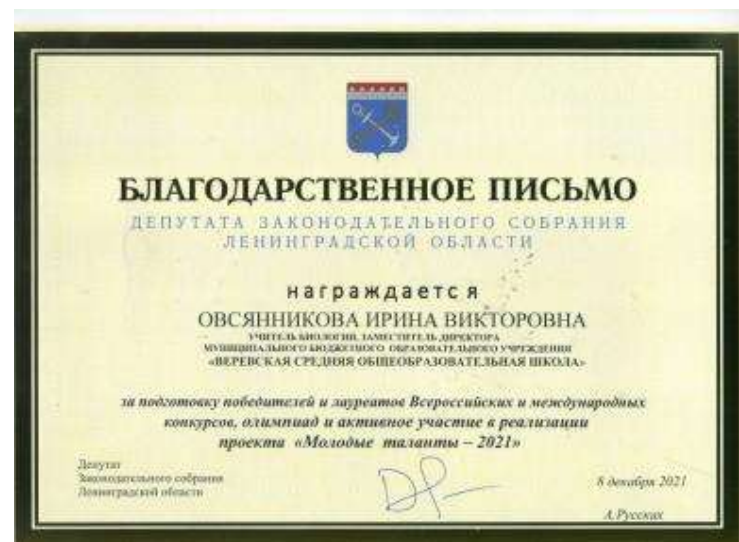 БЛАГОДАРСТВЕННОЕ ПИСЬМО
ДЕПУТАТА ЗАКОНОДАТЕЛЬНОГО СОБРАНИЯ
ЛЕНИНГРАДСКОЙ ОБЛАСТИ
награждается
ОВСЯННИКОВА ИРИНА ВИКТОРОВНА
УЧИТЕЛЬ БИОЛОГИИ, ЗАМЕСТИТЕЛЬ ДИРЕКТОРА
МУНИЦИПАЛЬНОГО БЮДЖЕТНОГО ОБРАЗОВАТЕЛЬНОГО УЧРЕЖДЕНИЯ
«ВЕРЕВСКАЯ СРЕДНЯЯ ОБЩЕОБРАЗОВАТЕЛЬНАЯ ШКОЛА»
за подготовку победителей и лауреатов Всероссийских и международных
конкурсов, олимпиад и активное участие в реализации
проекта «Молодые таланты – 2021»
Депутат
Законодательного собрания
Ленинградской области
8 декабря 2021
А.Русских